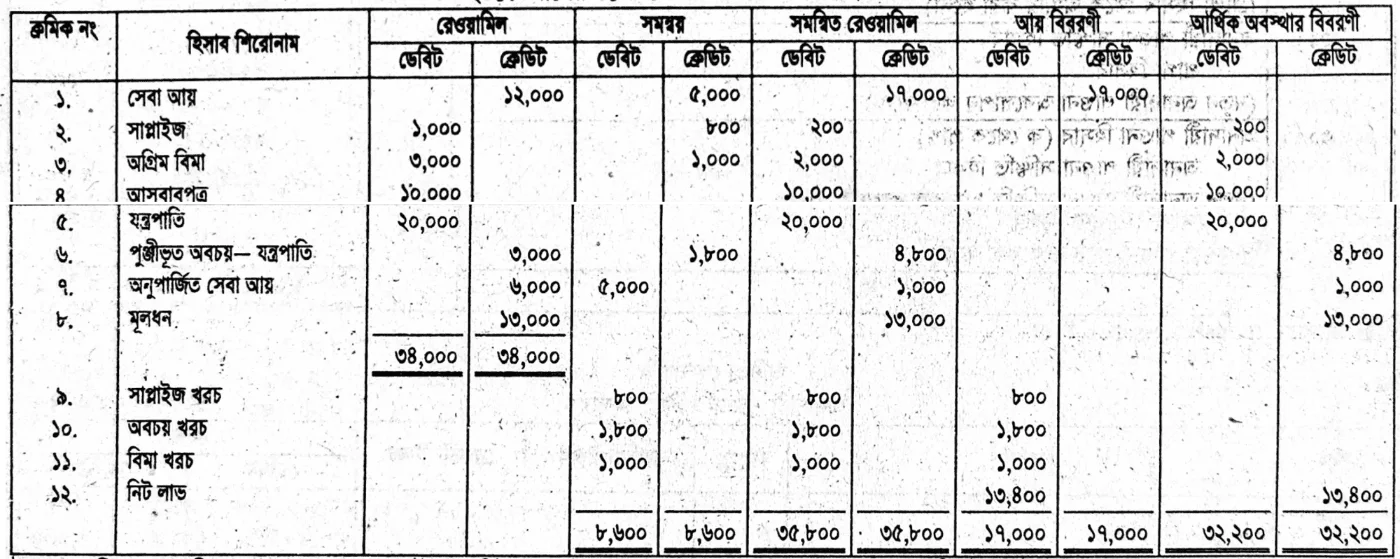 ক্রমিক নং হিসাব শিরোনাম রেওয়ামিল সমন্বয় সমন্বিত রেওয়ামিল আয় বিবরণী আর্থিক অবস্থার বিবরণী
ডেবিট ক্রেডিট ডেবিট ক্রেডিট ডেবিট ক্রেডিট ডেবিট ক্রেডিট ডেবিট ক্রেডিট
১. সেবা আয় ১২,০০০ ৫,০০০ ১৭,০০০ ১৭,০০০
২. সাপ্লাইজ ১,০০০ ৮০০ ২০০ ২০০
৩. অগ্রিম বিমা ৩,০০০ ১,০০০ ২,০০০ ২,০০০
৪ আসবাবপত্র ১০,০০০ ১০,০০০ ১০,০০০
৫. যন্ত্রপাতি ২০,০০০ ২০,০০০ ২০,০০০
৬. পুঞ্জীভূত অবচয়— যন্ত্রপাতি ৩,০০০ ১,৮০০ ৪,৮০০ ৪,৮০০
৭. অনুপার্জিত সেবা আয় ৬,০০০ ৫,০০০ ১,০০০ ১,০০০
৮. মূলধন ১৩,০০০ ১৩,০০০ ১৩,০০০
৩৪,০০০ ৩৪,০০০
৯. সাপ্লাইজ খরচ ৮০০ ৮০০ ৮০০
১০. অবচয় খরচ ১,৮০০ ১,৮০০ ১,৮০০
১১. বিমা খরচ ১,০০০ ১,০০০ ১,০০০
১২. নিট লাভ ১৩,৪০০ ১৩,৪০০
৮,৬০০ ৮,৬০০ ৩৫,৮০০ ৩৫,৮০০ ১৭,০০০ ১৭,০০০ ৩২,২০০ ৩২,২০০